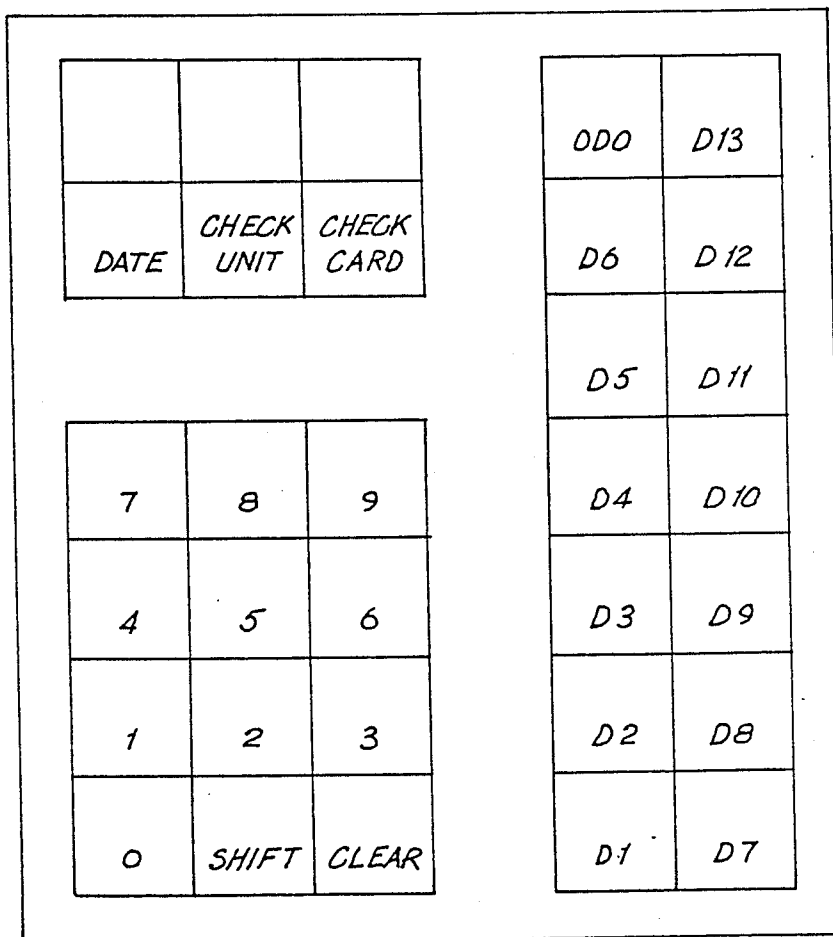 DATE
CHECK UNIT
CHECK CARD
7 8 9
4 5 6
1 2 3
0 SHIFT CLEAR
ODO D13
D6 D12
D5 D11
D4 D10
D3 D9
D2 D8
D1 D7